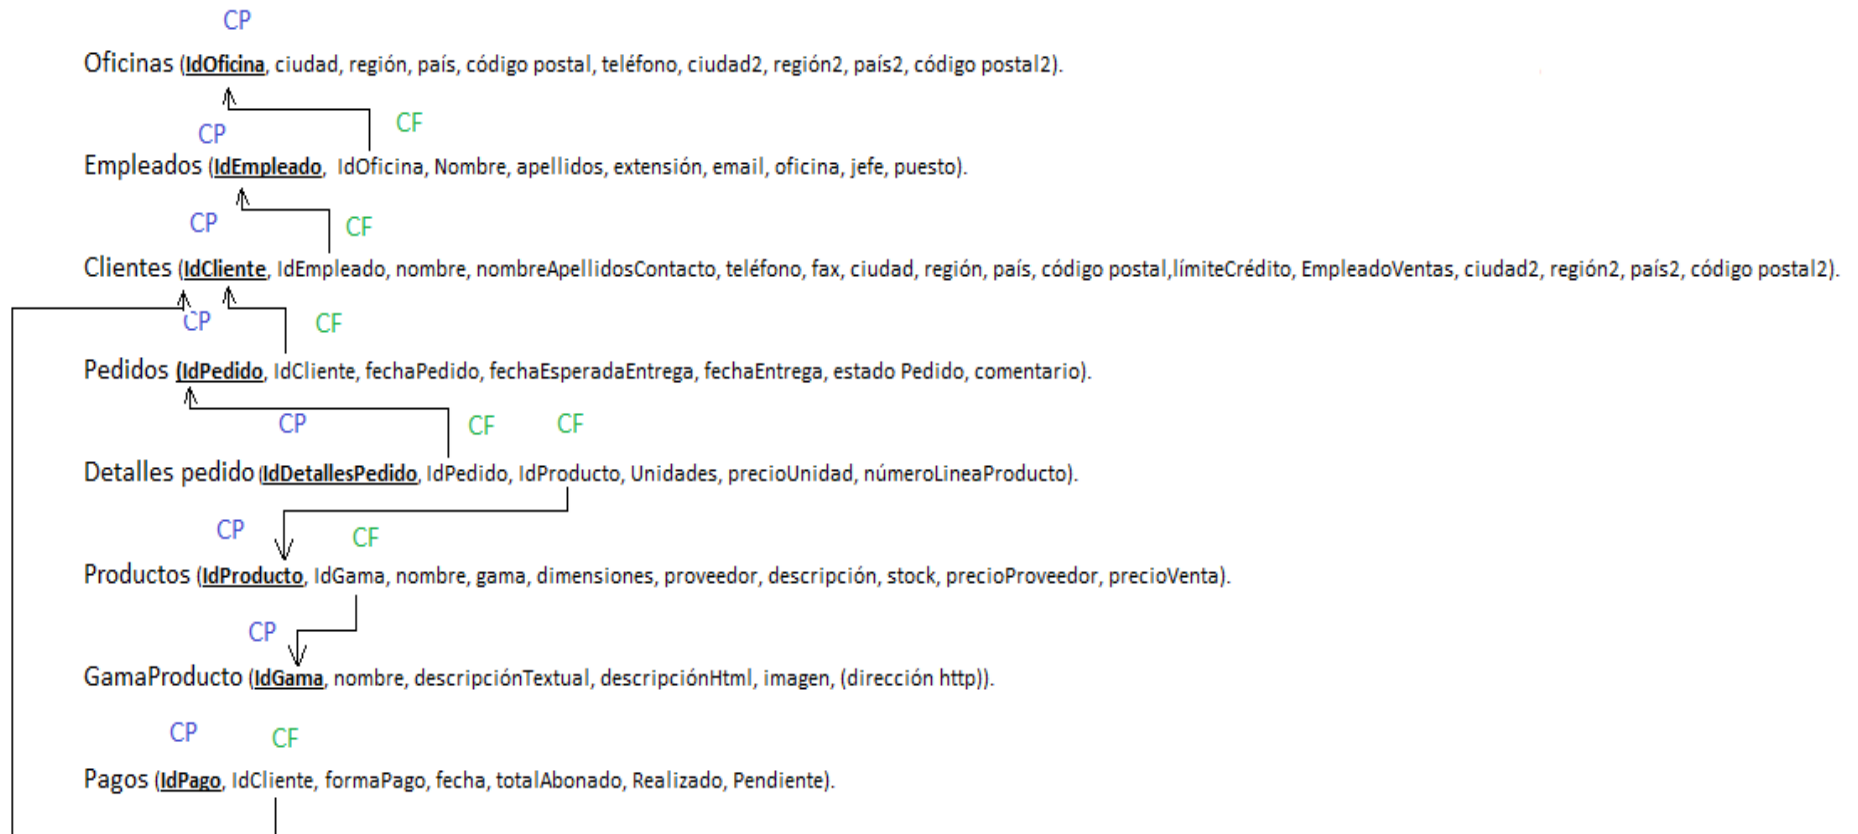 CP
Oficinas (IdOficina, ciudad, región, país, código postal, teléfono, ciudad2, región2, país2, código postal2).
CP CF
Empleados (IdEmpleado, IdOficina, Nombre, apellidos, extensión, email, oficina, jefe, puesto).
CP CF
Clientes (IdCliente, IdEmpleado, nombre, nombreApellidosContacto, teléfono, fax, ciudad, región, país, código postal,límiteCrédito, EmpleadoVentas, ciudad2, región2, país2, código postal2).
CP CF
Pedidos (IdPedido, IdCliente, fechaPedido, fechaEsperadaEntrega, fechaEntrega, estado Pedido, comentario).
CP CF CF
Detalles pedido (IdDetallesPedido, IdPedido, IdProducto, Unidades, precioUnidad, númeroLineaProducto).
CP CF
Productos (IdProducto, IdGama, nombre, gama, dimensiones, proveedor, descripción, stock, precioProveedor, precioVenta).
CP
GamaProducto (IdGama, nombre, descripciónTextual, descripciónHtml, imagen, (dirección http)).
CP CF
Pagos (IdPago, IdCliente, formaPago, fecha, totalAbonado, Realizado, Pendiente).